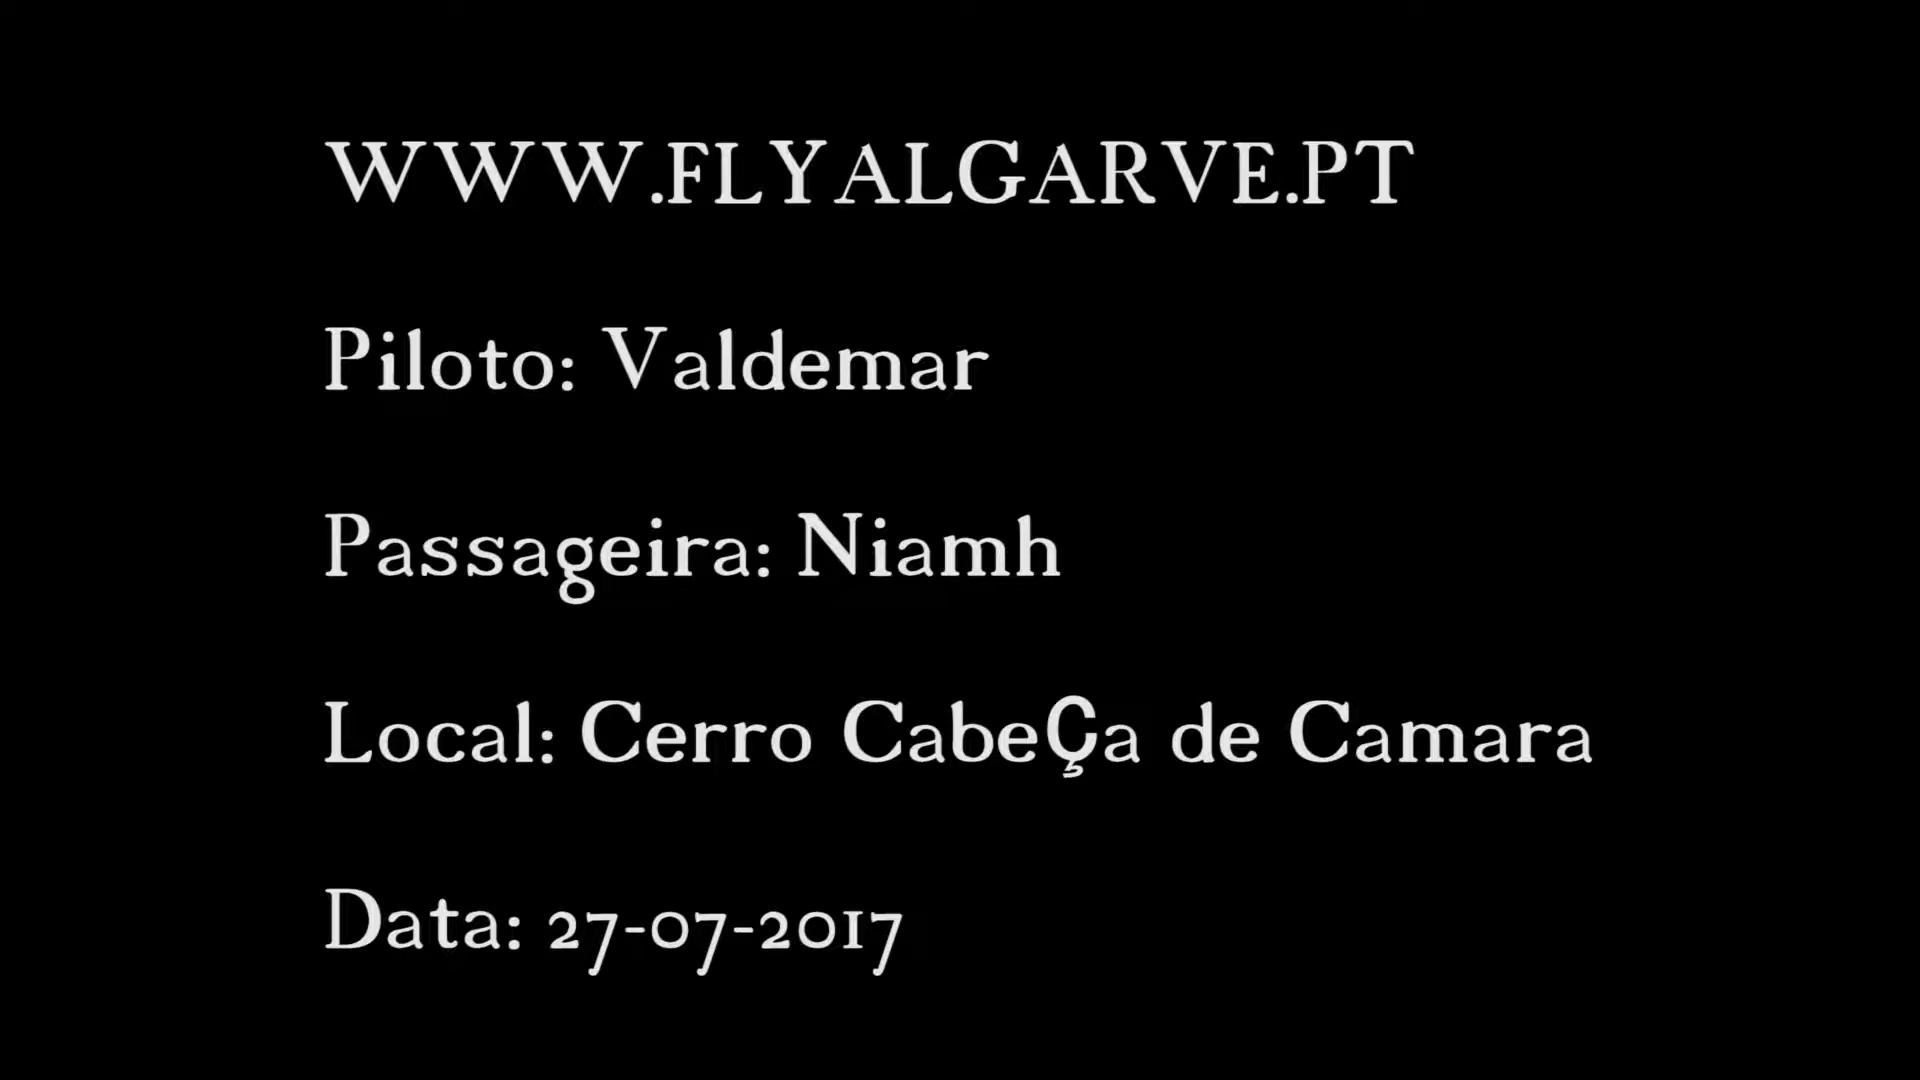 WWW.FLYALGARVE.PT
Piloto: Valdemar
Passageira: Niamh
Local: Cerro CabeÇa de Camara
Data: 27-07-2017